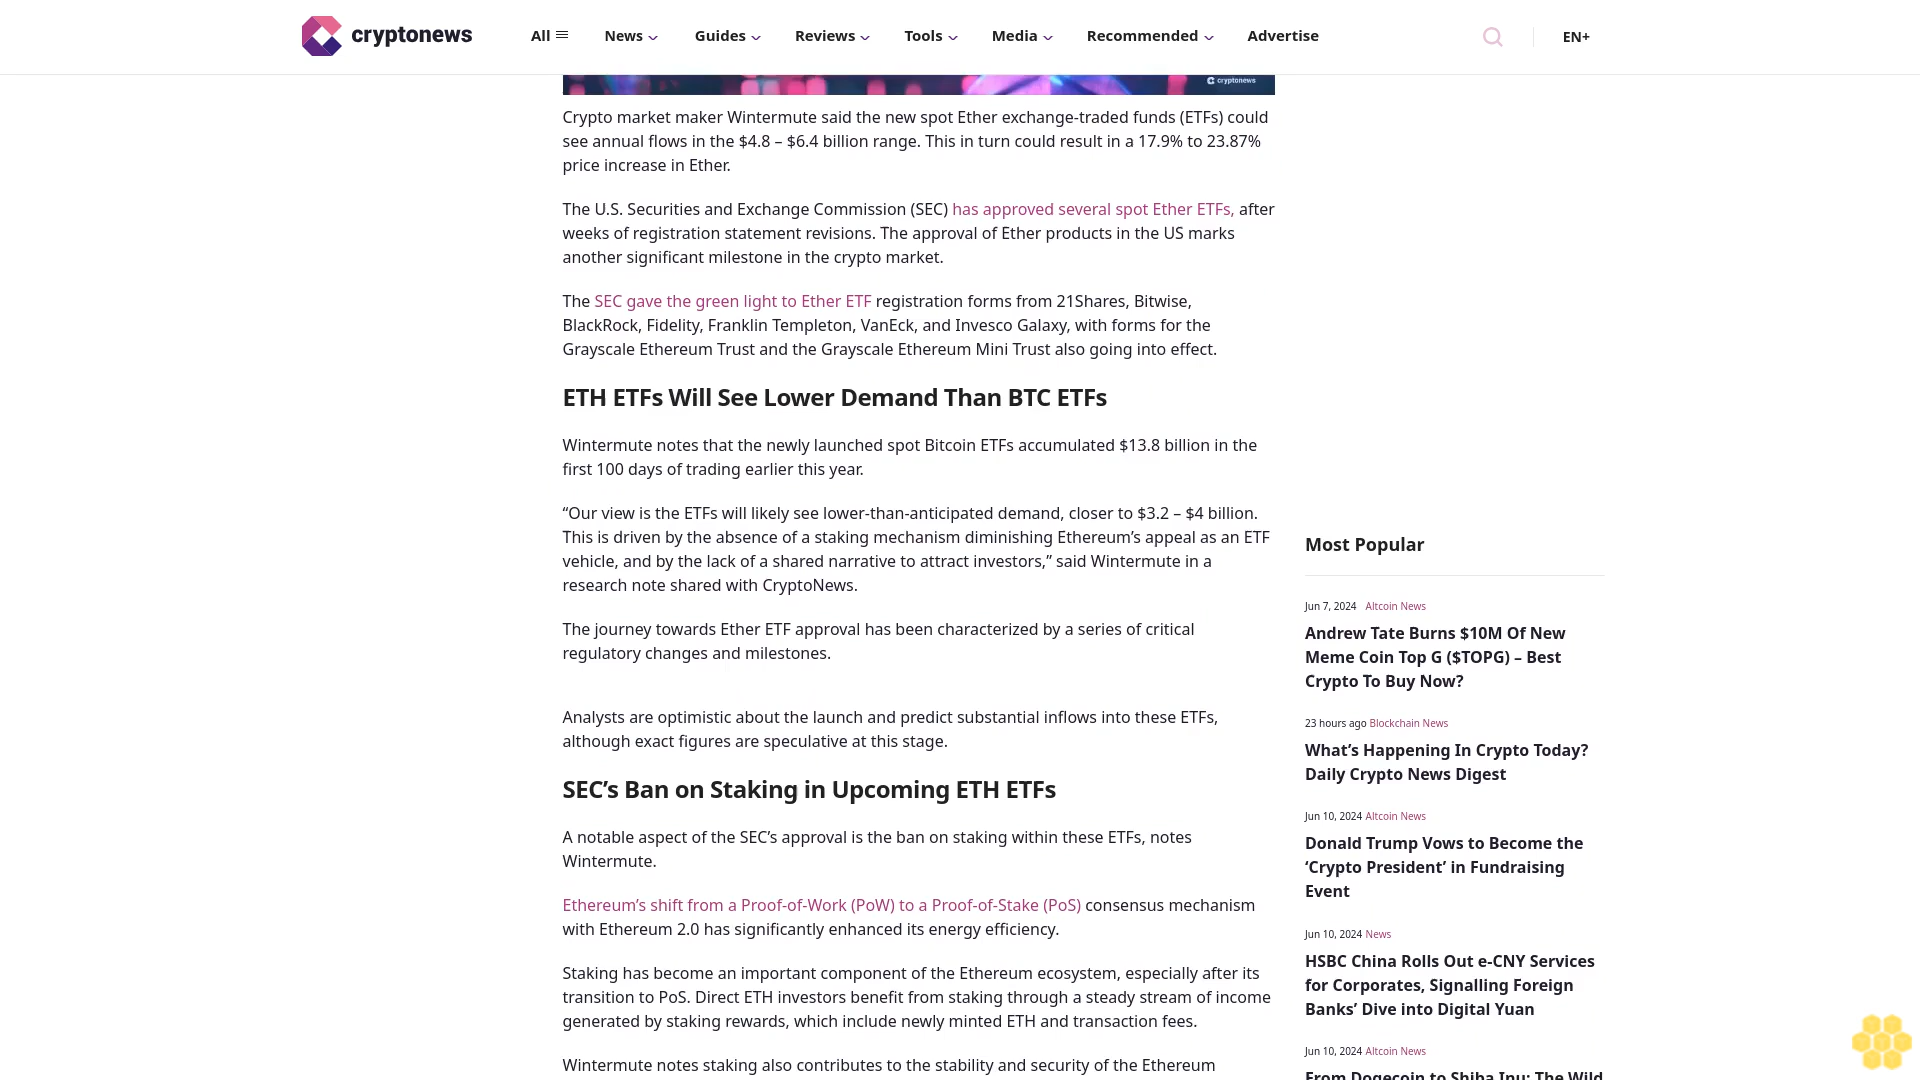 cryptonews
All
News
Guides
Reviews
Tools
Media
Recommended
Advertise
EN+
cryptonews
Crypto market maker Wintermute said the new spot Ether exchange-traded funds (ETFs) could
see annual flows in the $4.8 – $6.4 billion range. This in turn could result in a 17.9% to 23.87%
price increase in Ether.
The U.S. Securities and Exchange Commission (SEC) has approved several spot Ether ETFs, after
weeks of registration statement revisions. The approval of Ether products in the US marks
another significant milestone in the crypto market.
The SEC gave the green light to Ether ETF registration forms from 21Shares, Bitwise,
BlackRock, Fidelity, Franklin Templeton, VanEck, and Invesco Galaxy, with forms for the
Grayscale Ethereum Trust and the Grayscale Ethereum Mini Trust also going into effect.
ETH ETFs Will See Lower Demand Than BTC ETFs
Wintermute notes that the newly launched spot Bitcoin ETFs accumulated $13.8 billion in the
first 100 days of trading earlier this year.
“Our view is the ETFs will likely see lower-than-anticipated demand, closer to $3.2 – $4 billion.
This is driven by the absence of a staking mechanism diminishing Ethereum’s appeal as an ETF
vehicle, and by the lack of a shared narrative to attract investors,” said Wintermute in a
research note shared with CryptoNews.
The journey towards Ether ETF approval has been characterized by a series of critical
regulatory changes and milestones.
Analysts are optimistic about the launch and predict substantial inflows into these ETFs,
although exact figures are speculative at this stage.
SEC’s Ban on Staking in Upcoming ETH ETFs
A notable aspect of the SEC’s approval is the ban on staking within these ETFs, notes
Wintermute.
Ethereum’s shift from a Proof-of-Work (PoW) to a Proof-of-Stake (PoS) consensus mechanism
with Ethereum 2.0 has significantly enhanced its energy efficiency.
Staking has become an important component of the Ethereum ecosystem, especially after its
transition to PoS. Direct ETH investors benefit from staking through a steady stream of income
generated by staking rewards, which include newly minted ETH and transaction fees.
Wintermute notes staking also contributes to the stability and security of the Ethereum
Most Popular
Jun 7, 2024 Altcoin News
Andrew Tate Burns $10M Of New
Meme Coin Top G ($TOPG) – Best
Crypto To Buy Now?
23 hours ago Blockchain News
What’s Happening In Crypto Today?
Daily Crypto News Digest
Jun 10, 2024 Altcoin News
Donald Trump Vows to Become the
‘Crypto President’ in Fundraising
Event
Jun 10, 2024 News
HSBC China Rolls Out e-CNY Services
for Corporates, Signalling Foreign
Banks’ Dive into Digital Yuan
Jun 10, 2024 Altcoin News
From Dogecoin to Shiba Inu: The Wild